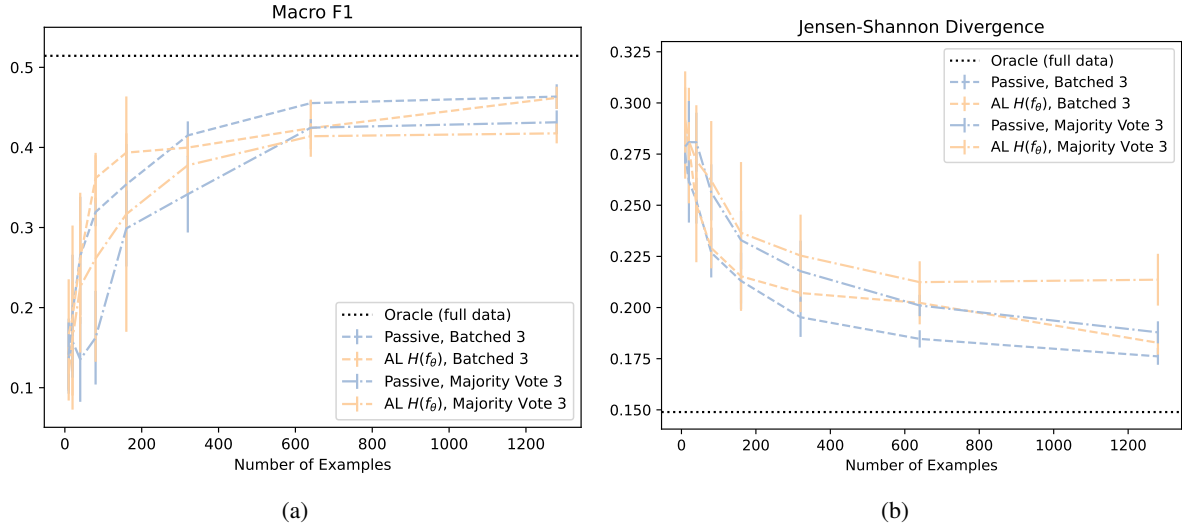 Macro F1
0.5
0.4
0.3
0.2
0.1
Oracle (full data)
Passive, Batched 3
AL H(fθ), Batched 3
Passive, Majority Vote 3
AL H(fθ), Majority Vote 3
0 200 400 600 800 1000 1200
Number of Examples
(a)
Jensen-Shannon Divergence
0.325
0.300
0.275
0.250
0.225
0.200
0.175
0.150
Oracle (full data)
Passive, Batched 3
AL H(fθ), Batched 3
Passive, Majority Vote 3
AL H(fθ), Majority Vote 3
0 200 400 600 800 1000 1200
Number of Examples
(b)